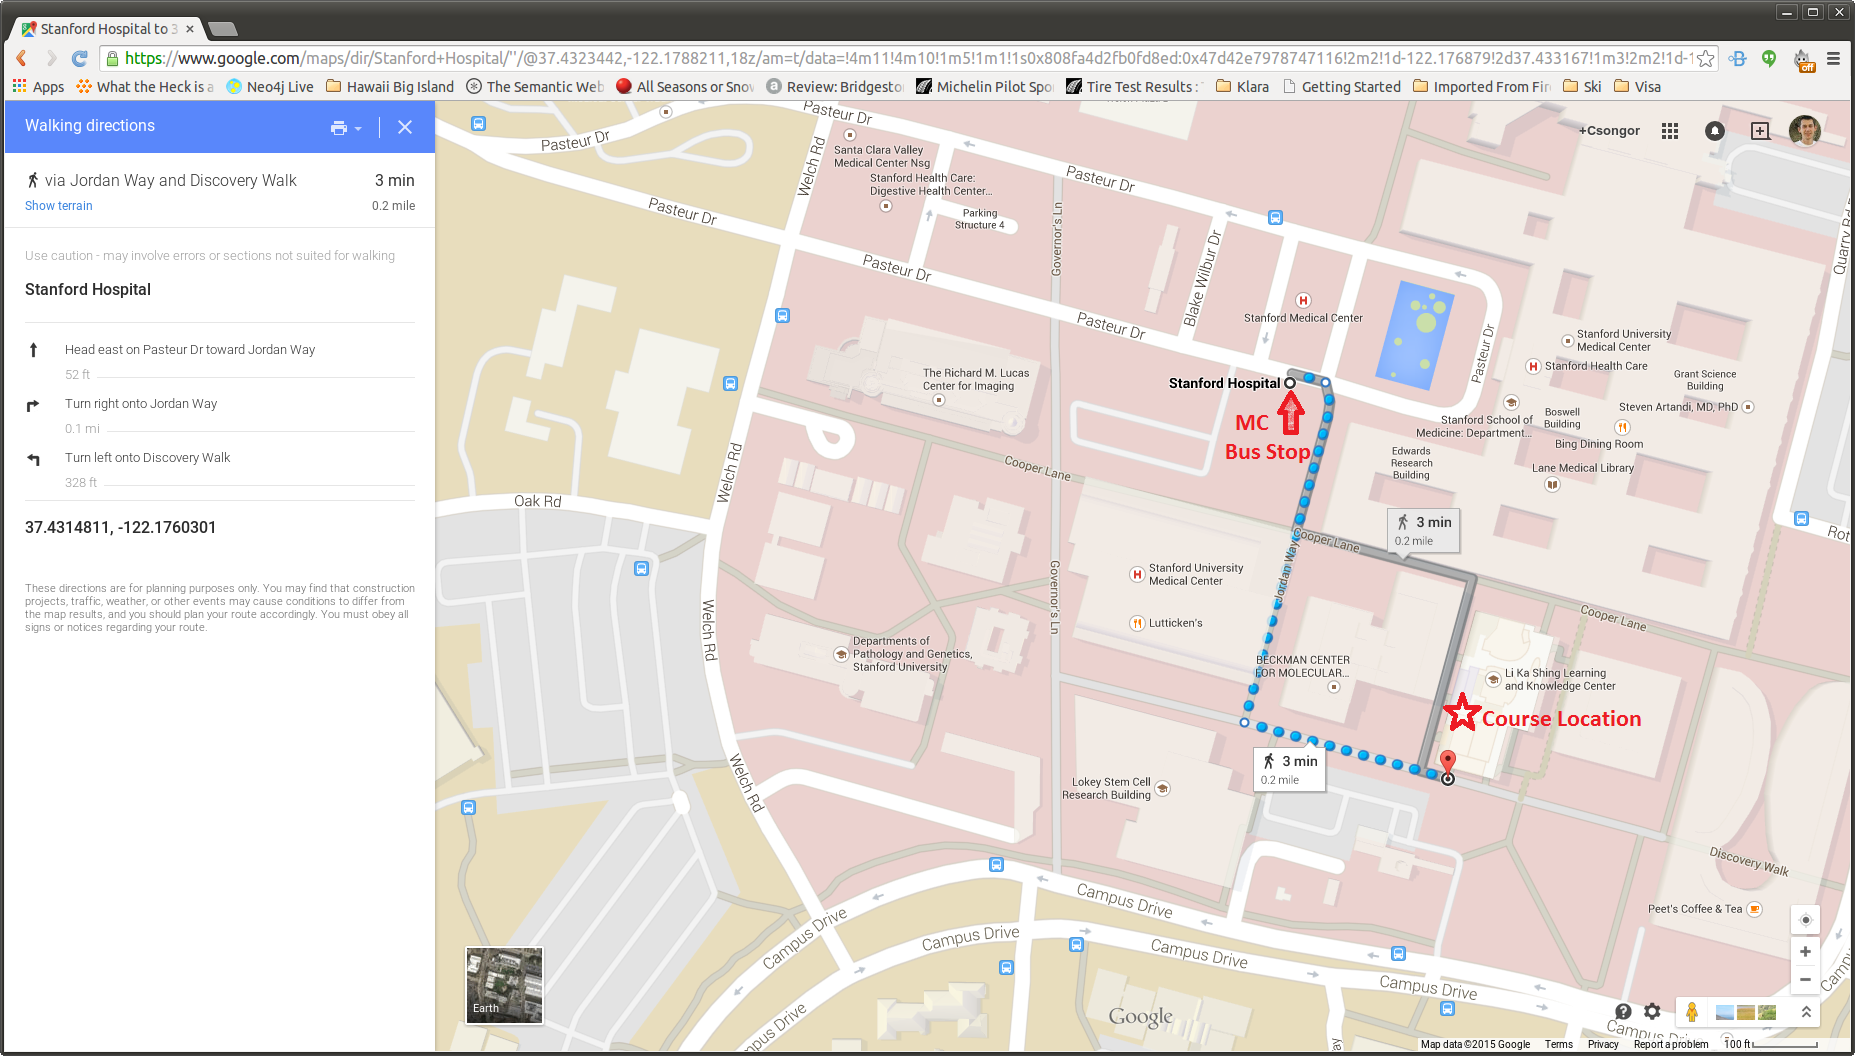 Stanford Hospital to 3
https://www.google.com/maps/dir/Stanford+Hospital/''/@37.4323442,-122.1788211,18z/am=t/data=!4m11!4m10!1m5!1m1!1s0x808fa4d2fb0fd8ed:0x47d42e7978747116!2m2!1d-122.176879!2d37.433167!1m3!2m2!1d-1
Apps
What the Heck is a
Neo4j Live
Hawaii Big Island
The Semantic Web
All Seasons or Snow
Review: Bridgesto
Michelin Pilot Spo
Tire Test Results :
Klara
Getting Started
Imported From Fir
Ski
Visa
off
Walking directions
via Jordan Way and Discovery Walk 3 min
Show terrain 0.2 mile
Use caution - may involve errors or sections not suited for walking
Stanford Hospital
Head east on Pasteur Dr toward Jordan Way
52 ft
Turn right onto Jordan Way
0.1 mi
Turn left onto Discovery Walk
328 ft
37.4314811, -122.1760301
These directions are for planning purposes only. You may find that construction
projects, traffic, weather, or other events may cause conditions to differ from
the map results, and you should plan your route accordingly. You must obey all
signs or notices regarding your route.
+Csongor
Pasteur Dr
Pasteur Dr
Welch Rd
Santa Clara Valley
Medical Center Nsg
Stanford Health Care:
Digestive Health Center...
Parking
Structure 4
Pasteur Dr
Pasteur Dr
Governor's Ln
Quarry Rd
Pasteur Dr
Blake Wilbur Dr
Stanford Medical Center
Pasteur Dr
Pasteur Dr
Stanford University
Medical Center
Stanford Health Care
Grant Science
Building
Steven Artandi, MD, PhD
The Richard M. Lucas
Center for Imaging
Stanford Hospital
MC
Bus Stop
Stanford School of
Medicine: Department...
Boswell
Building
Bing Dining Room
Edwards
Research
Building
Lane Medical Library
Cooper Lane
Welch Rd
Oak Rd
3 min
0.2 mile
Rot
Cooper Lane
Jordan Way
Stanford University
Medical Center
Governor's Ln
Lutticken's
Cooper Lane
Welch Rd
Departments of
Pathology and Genetics,
Stanford University
BECKMAN CENTER
FOR MOLECULAR...
Li Ka Shing Learning
and Knowledge Center
Course Location
3 min
0.2 mile
Welch Rd
Lokey Stem Cell
Research Building
Discovery Walk
Peet's Coffee & Tea
Campus Drive
Campus Drive
Campus Drive
Campus Drive
Campus Drive
Campus Dr
Earth
Google
Map data ©2015 Google Terms Privacy Report a problem 100 ft